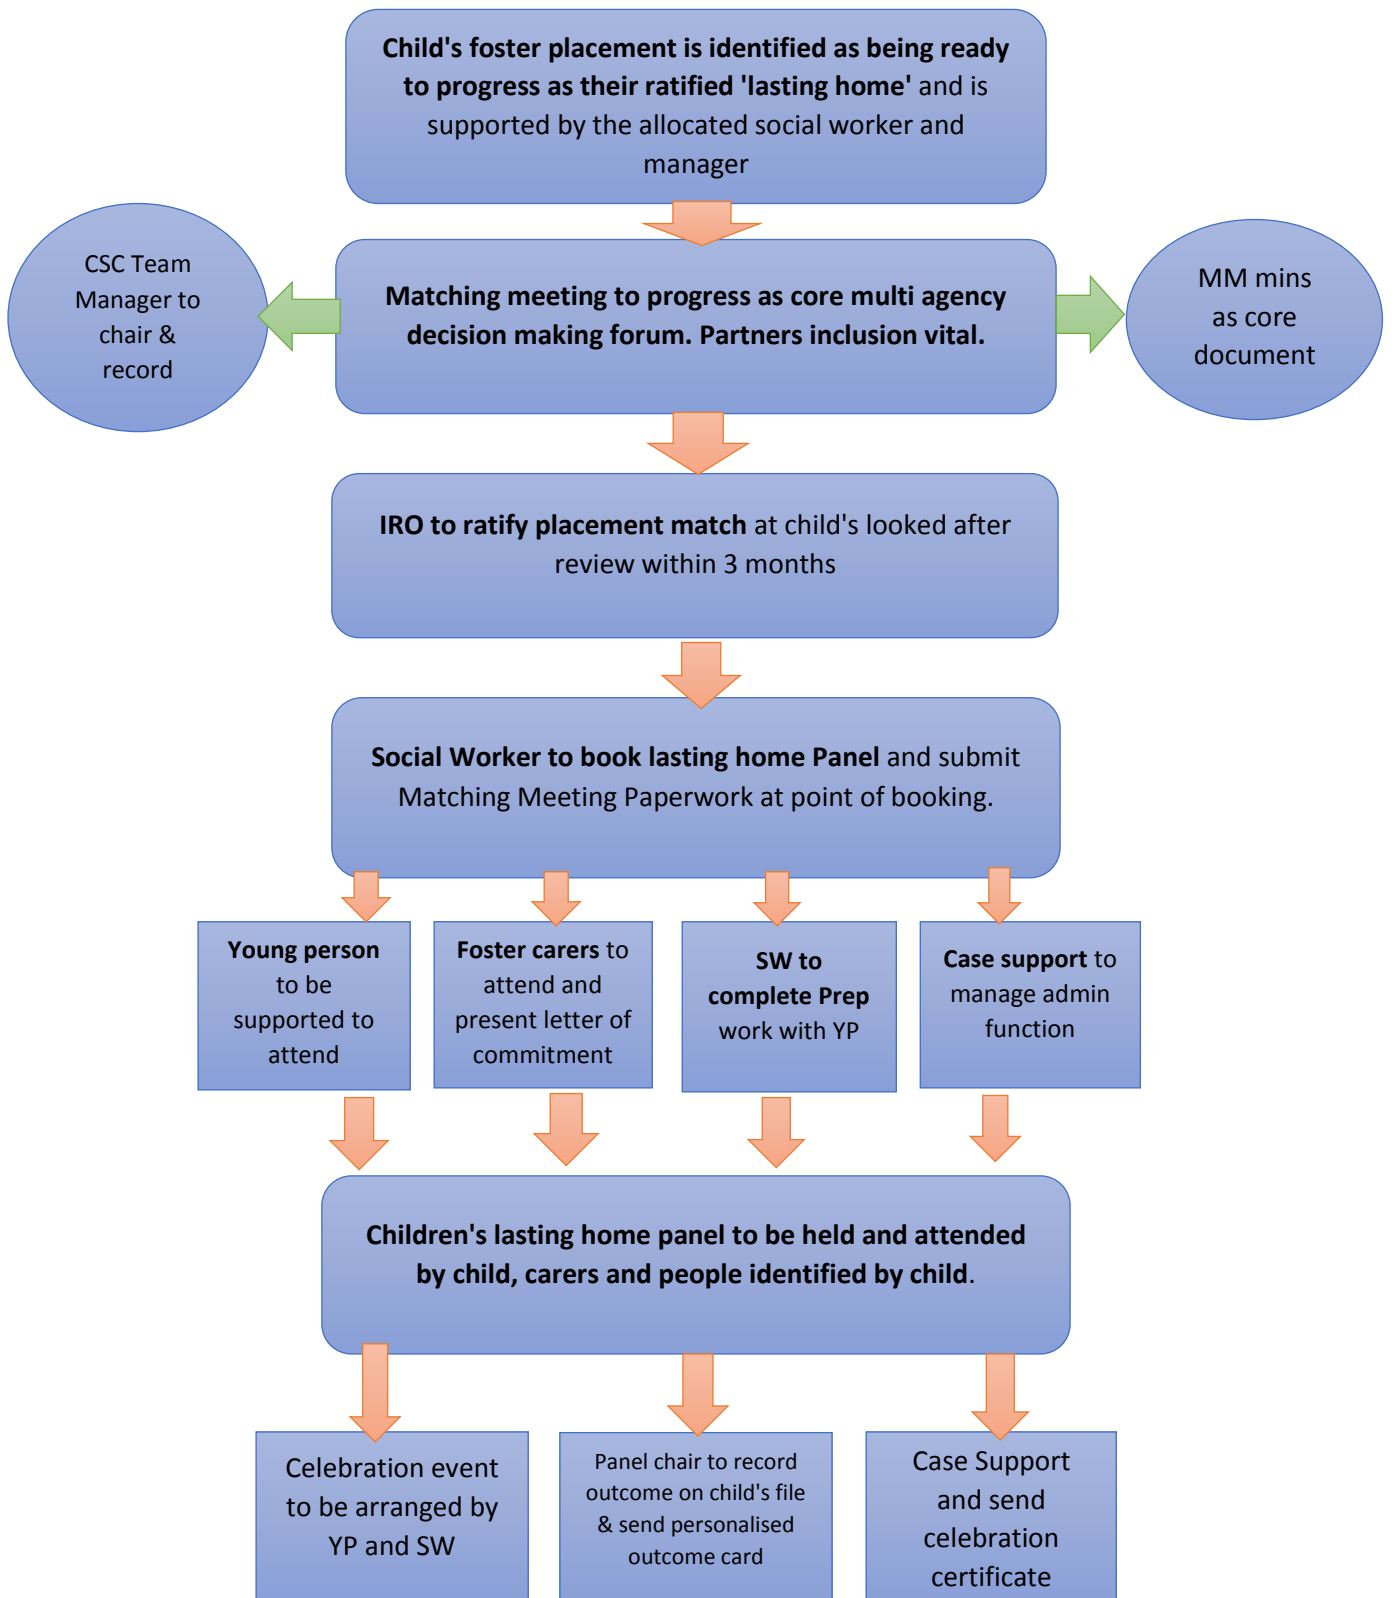 Child's foster placement is identified as being ready
to progress as their ratified 'lasting home' and is
supported by the allocated social worker and
manager
CSC Team
Manager to
chair &
record
Matching meeting to progress as core multi agency
decision making forum. Partners inclusion vital.
MM mins
as core
document
IRO to ratify placement match at child's looked after
review within 3 months
Social Worker to book lasting home Panel and submit
Matching Meeting Paperwork at point of booking.
Young person
to be
supported to
attend
Foster carers to
attend and
present letter of
commitment
SW to
complete Prep
work with YP
Case support to
manage admin
function
Children's lasting home panel to be held and attended
by child, carers and people identified by child.
Celebration event
to be arranged by
YP and SW
Panel chair to record
outcome on child's file
& send personalised
outcome card
Case Support
and send
celebration
certificate